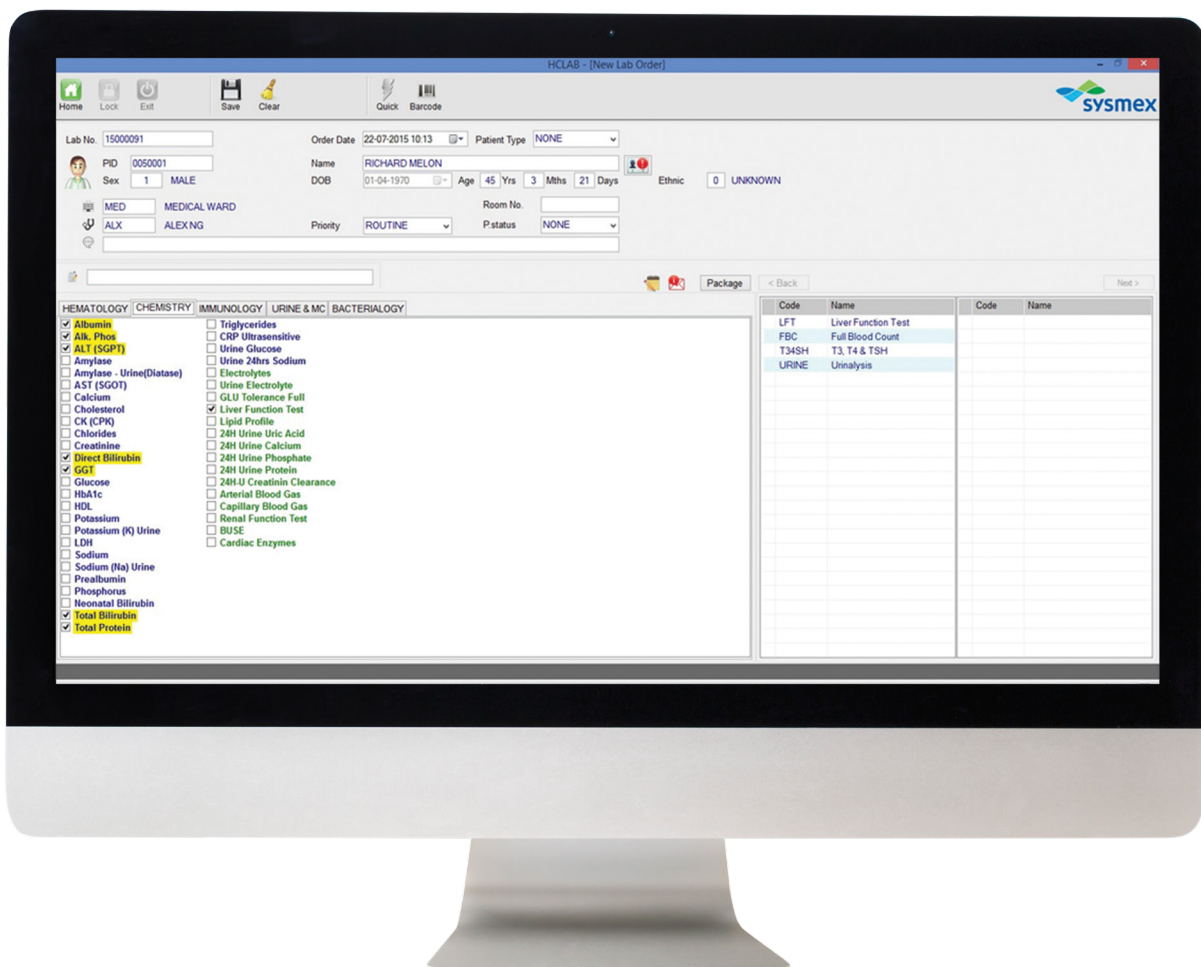 HCLAB - [New Lab Order]
Home Lock Exit Save Clear Quick Barcode
sysmex
Lab No. 15000091 Order Date 22-07-2015 10:13 Patient Type NONE
PID 0050001 Name RICHARD MELON
Sex 1 MALE DOB 01-04-1970 Age 45 Yrs 3 Mths 21 Days Ethnic 0 UNKNOWN
MED MEDICAL WARD Room No.
ALX ALEX NG Priority ROUTINE P.status NONE
Package < Back Next >
HEMATOLOGY CHEMISTRY IMMUNOLOGY URINE & MC BACTERIALOGY
Albumin
Alk. Phos
ALT (SGPT)
Amylase
Amylase - Urine(Diatase)
AST (SGOT)
Calcium
Cholesterol
CK (CPK)
Chlorides
Creatinine
Direct Bilirubin
GGT
Glucose
HbA1c
HDL
Potassium
Potassium (K) Urine
LDH
Sodium
Sodium (Na) Urine
Prealbumin
Phosphorus
Neonatal Bilirubin
Total Bilirubin
Total Protein
Triglycerides
CRP Ultrasensitive
Urine Glucose
Urine 24hrs Sodium
Electrolytes
Urine Electrolyte
GLU Tolerance Full
Liver Function Test
Lipid Profile
24H Urine Uric Acid
24H Urine Calcium
24H Urine Phosphate
24H Urine Protein
24H-U Creatinin Clearance
Arterial Blood Gas
Capillary Blood Gas
Renal Function Test
BUSE
Cardiac Enzymes
Code Name
LFT Liver Function Test
FBC Full Blood Count
T34SH T3, T4 & TSH
URINE Urinalysis
Code Name